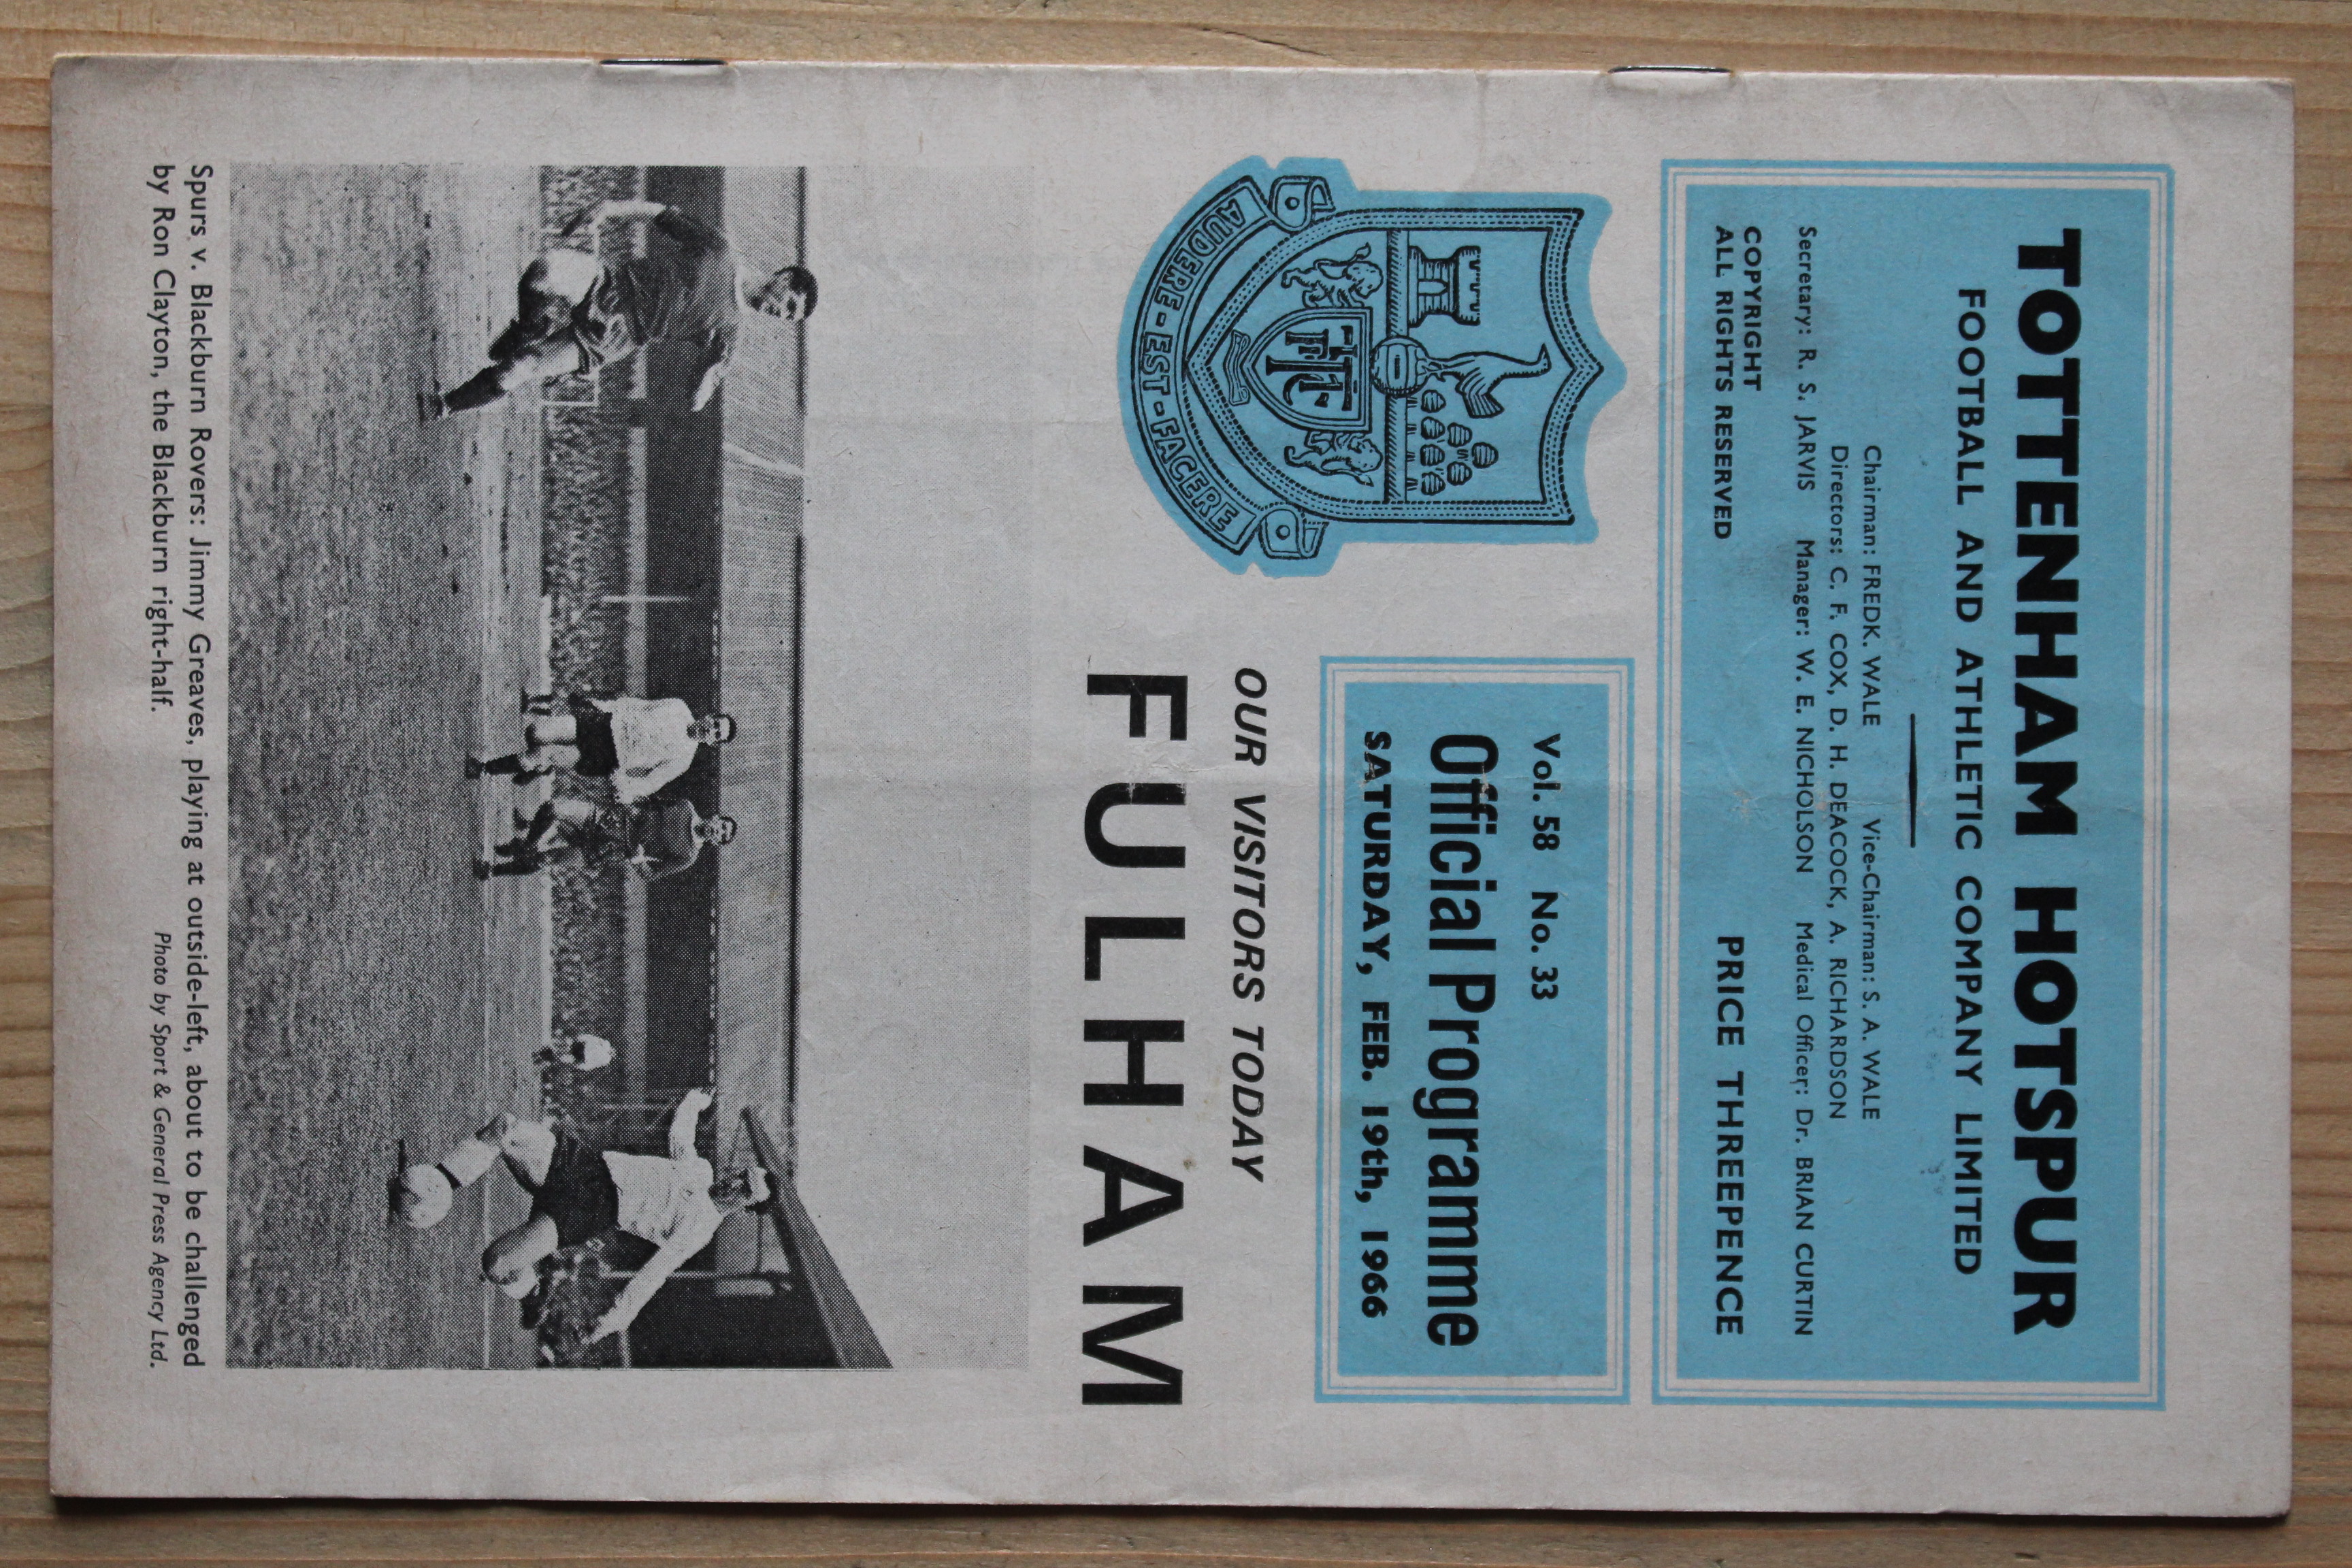 TOTTENHAM HOTSPUR
FOOTBALL AND ATHLETIC COMPANY LIMITED
Chairman: FREDK. WALE Vice-Chairman: S. A. WALE
Directors: C. F. COX, D. H. DEACOCK, A. RICHARDSON
Secretary: R. S. JARVIS Manager: W. E. NICHOLSON Medical Officer: Dr. BRIAN CURTIN
COPYRIGHT
ALL RIGHTS RESERVED
PRICE THREEPENCE
AUDERE - EST - FACERE
Vol. 58 No. 33
Official Programme
SATURDAY, FEB. 19th, 1966
OUR VISITORS TODAY
FULHAM
Spurs v. Blackburn Rovers: Jimmy Greaves, playing at outside-left, about to be challenged
by Ron Clayton, the Blackburn right-half.
Photo by Sport & General Press Agency Ltd.